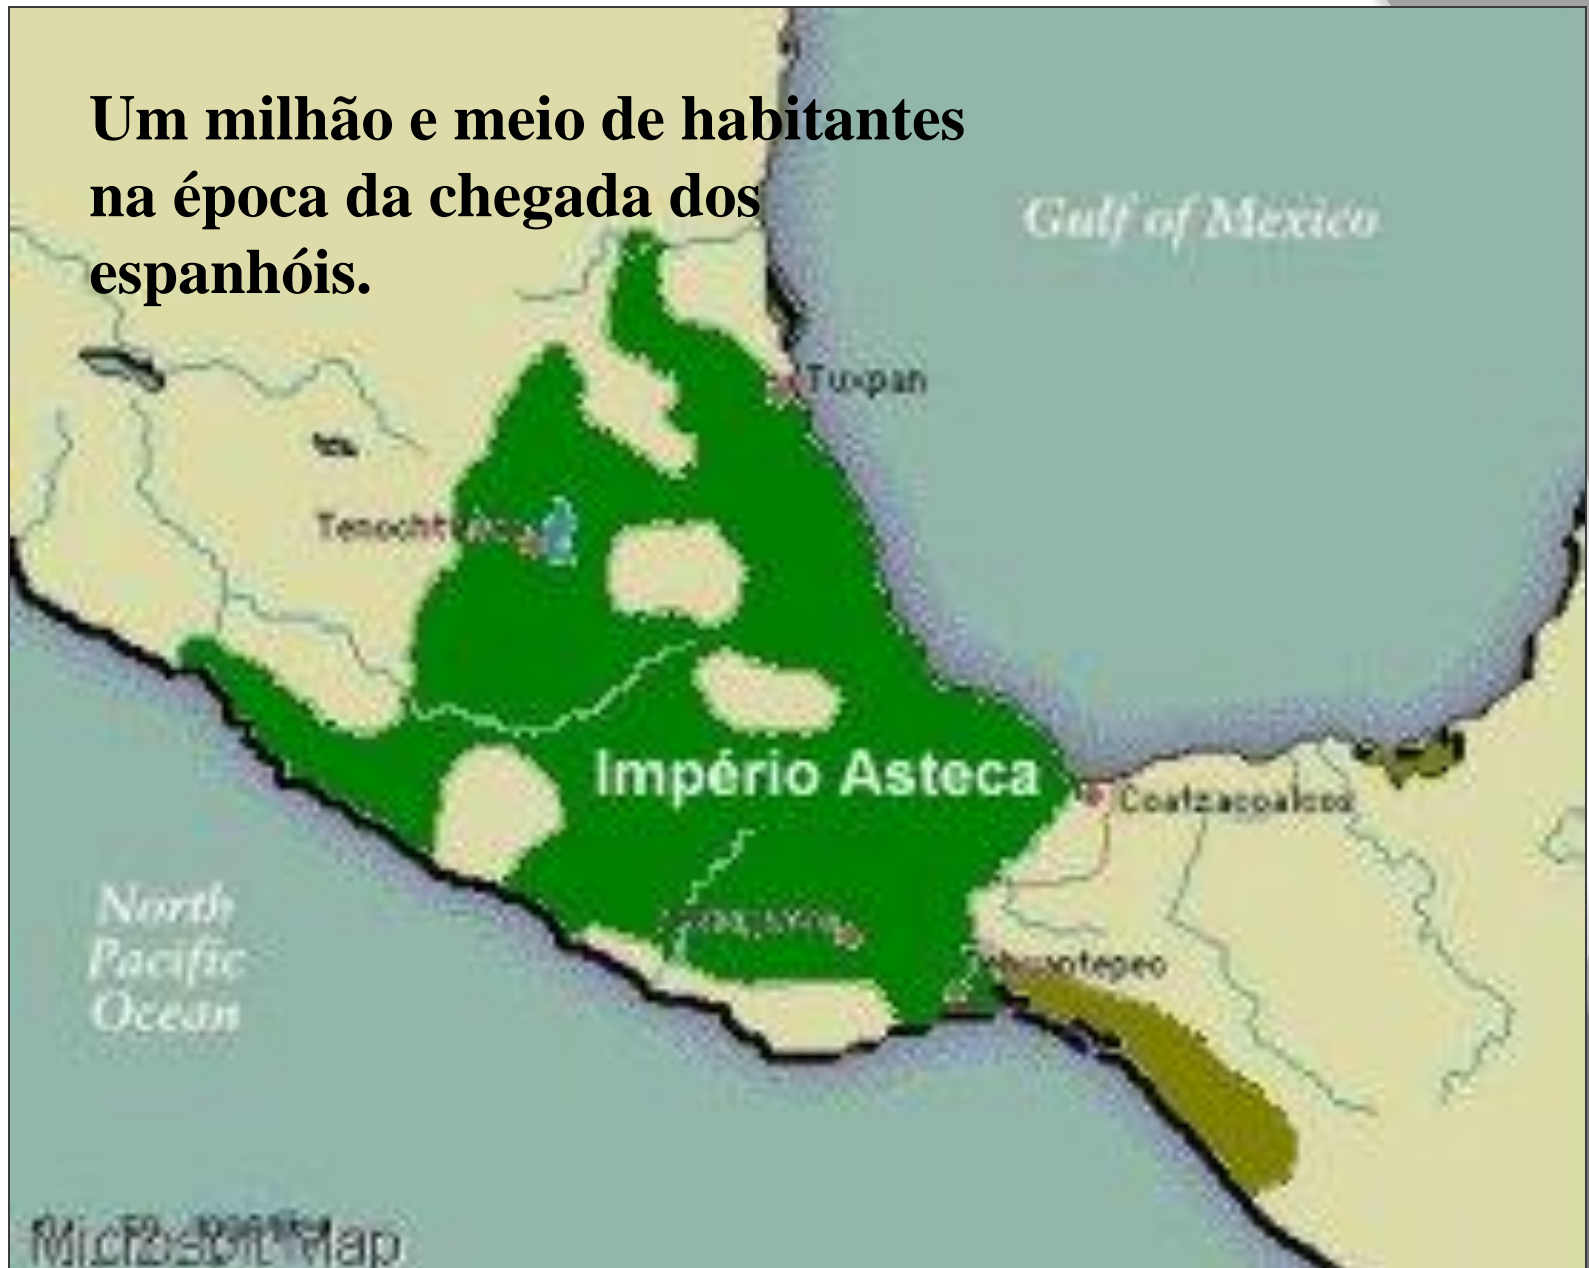 Um milhão e meio de habitantes
na época da chegada dos
espanhóis.
Gulf of Mexico
Tuxpan
Império Asteca
Coatzacoalcos
North
Pacific
Ocean